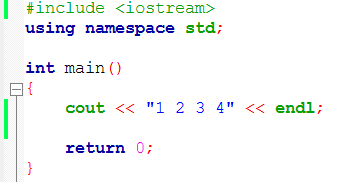 #include <iostream>
using namespace std;
int main()
{
cout << "1 2 3 4" << endl;
return 0;
}